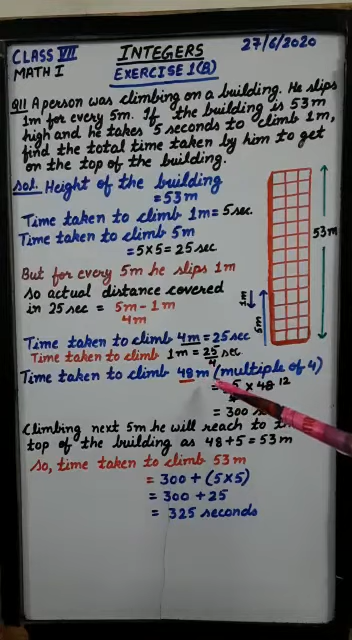 CLASS VII INTEGERS 27/6/2020
MATH I EXERCISE 1(B)
Q11 A person was climbing on a building. He slips
1m for every 5m. If the building is 53m
high and he takes 5 seconds to climb 1m,
find the total time taken by him to get
on the top of the building.
Sol. Height of the building
= 53m
Time taken to climb 1m = 5 sec.
Time taken to climb 5m
= 5×5 = 25 sec
But for every 5m he slips 1m
So actual distance covered
in 25 sec = 5m - 1m
4m
53m
1m
5m
Time taken to climb 4m = 25 sec
Time taken to climb 1m = 25/4 sec
Time taken to climb 48m (multiple of 4)
= × 48 12
= 300
Climbing next 5m he will reach to
top of the building as 48+5 = 53m
So, time taken to climb 53m
= 300 + (5×5)
= 300 + 25
= 325 seconds